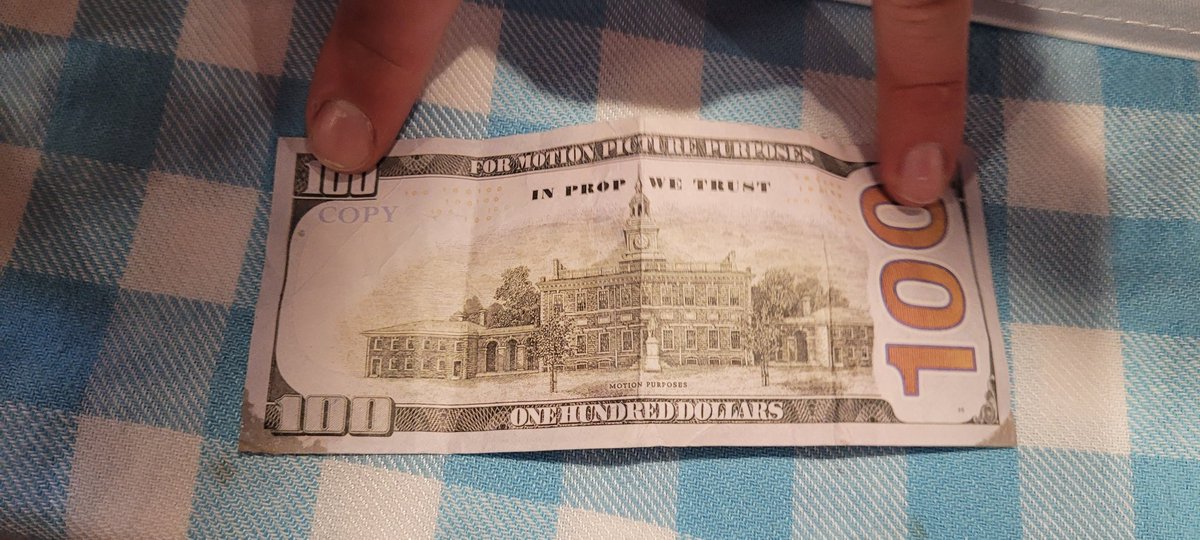 FOR MOTION PICTURE PURPOSES
100
IN PROP WE TRUST
COPY
100
MOTION PURPOSES
100
ONE HUNDRED DOLLARS